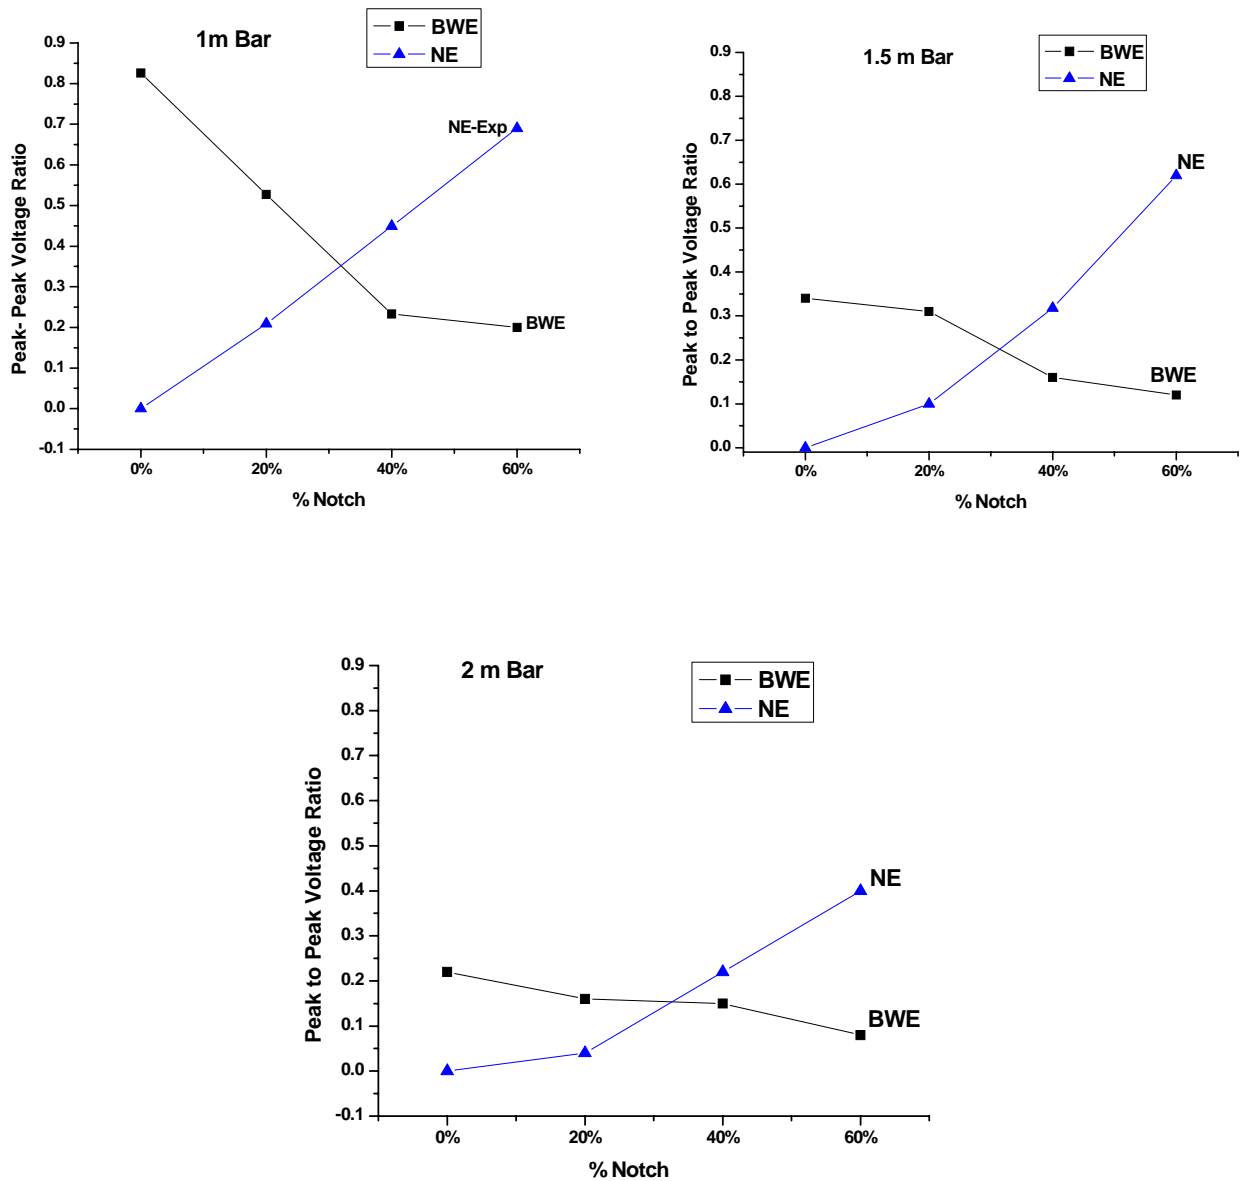 1m Bar
BWE
NE
0.9
0.8
0.7
0.6
0.5
0.4
0.3
0.2
0.1
0.0
-0.1
Peak- Peak Voltage Ratio
NE-Exp
BWE
0%
20%
40%
60%
% Notch
1.5 m Bar
BWE
NE
0.9
0.8
0.7
0.6
0.5
0.4
0.3
0.2
0.1
0.0
Peak to Peak Voltage Ratio
NE
BWE
0%
20%
40%
60%
% Notch
2 m Bar
BWE
NE
0.9
0.8
0.7
0.6
0.5
0.4
0.3
0.2
0.1
0.0
-0.1
Peak to Peak Voltage Ratio
NE
BWE
0%
20%
40%
60%
% Notch